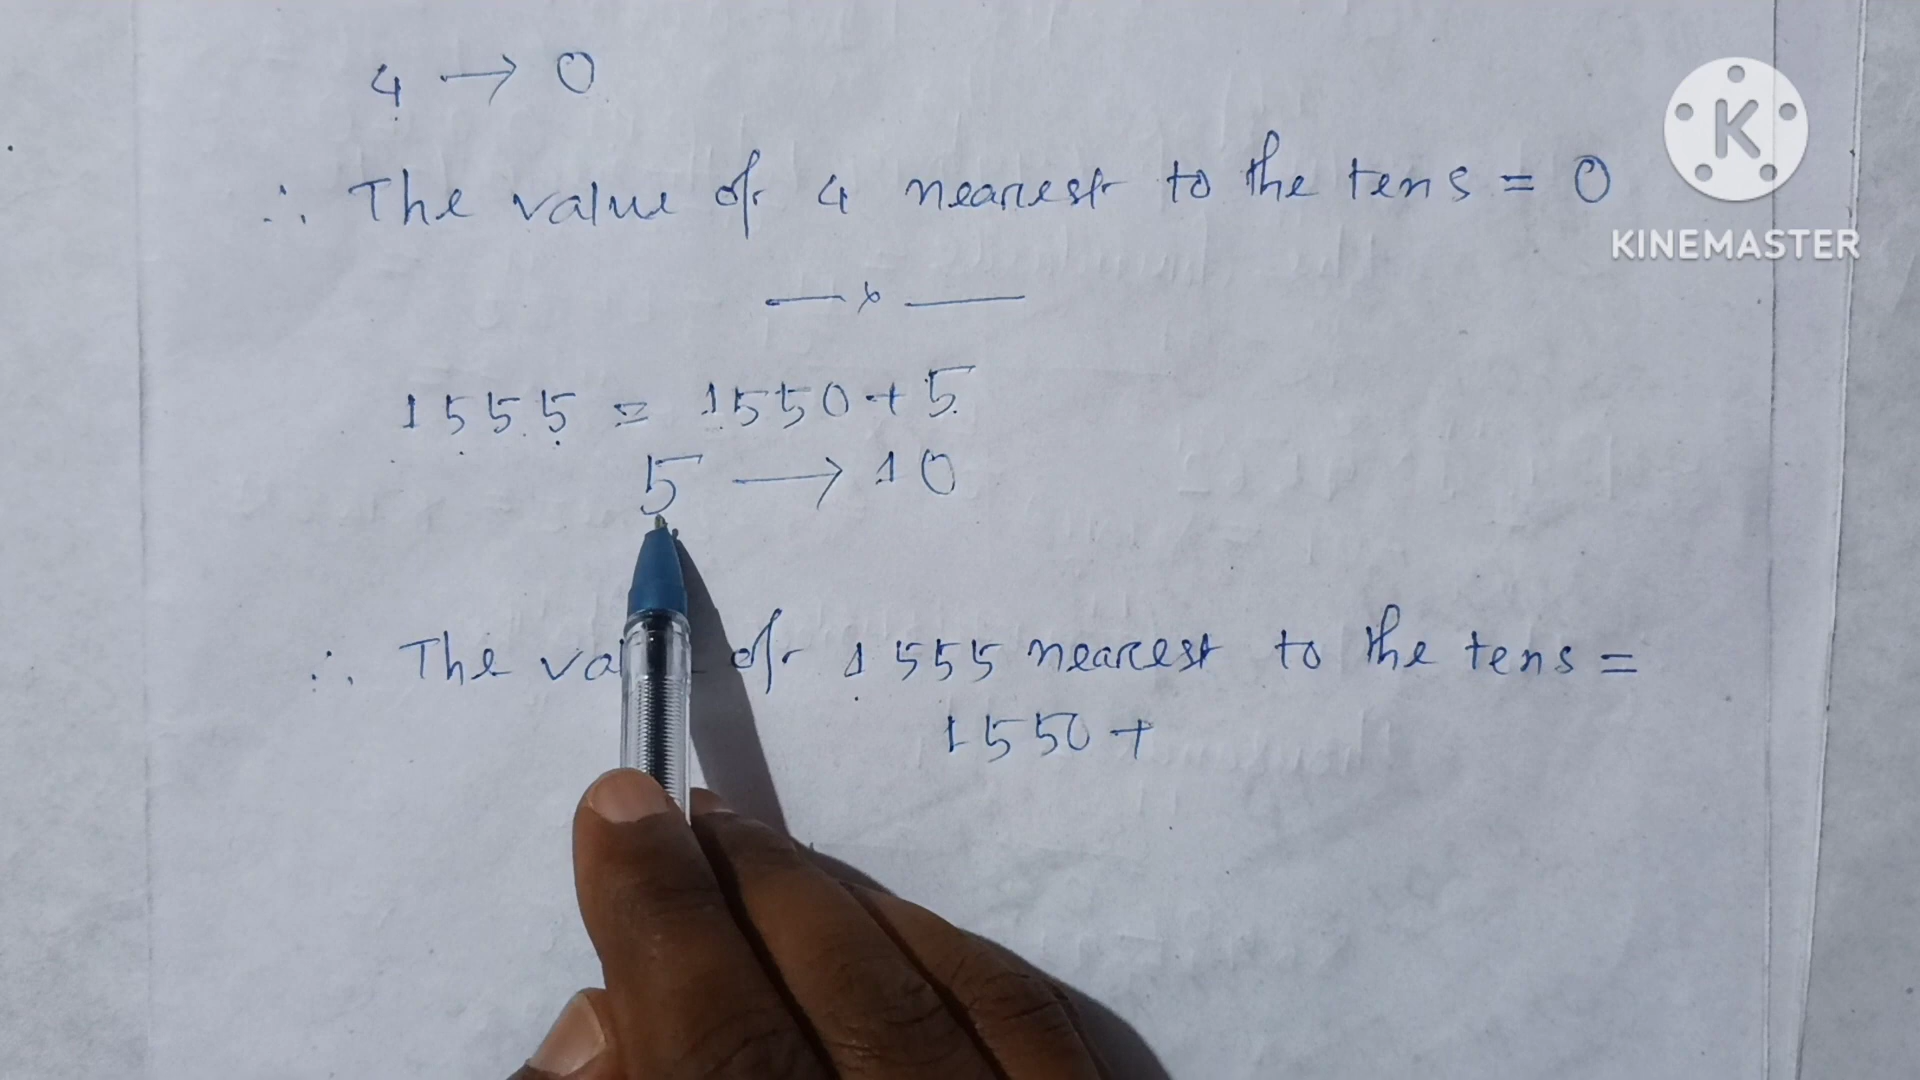 4 → 0
∴ The value of 4 nearest to the tens = 0
K
KINEMASTER
— x —
1555 = 1550 + 5
5 → 10
∴ The of 1555 nearest to the tens =
1550 +